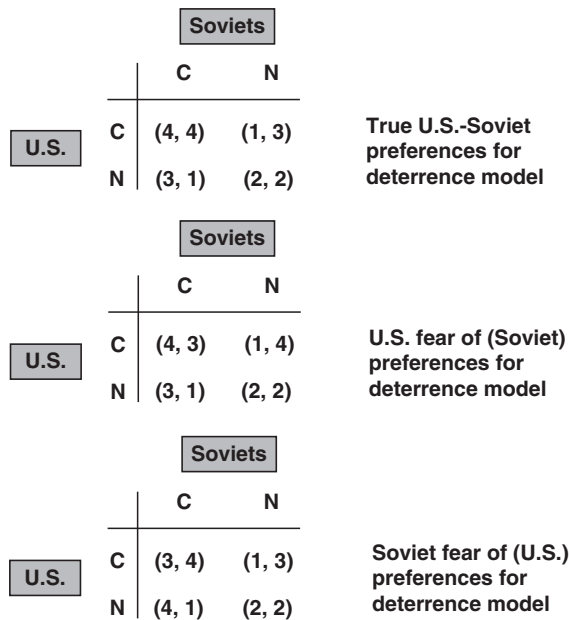 Soviets
C N
U.S. C (4, 4) (1, 3)
N (3, 1) (2, 2)
True U.S.-Soviet
preferences for
deterrence model
Soviets
C N
U.S. C (4, 3) (1, 4)
N (3, 1) (2, 2)
U.S. fear of (Soviet)
preferences for
deterrence model
Soviets
C N
U.S. C (3, 4) (1, 3)
N (4, 1) (2, 2)
Soviet fear of (U.S.)
preferences for
deterrence model